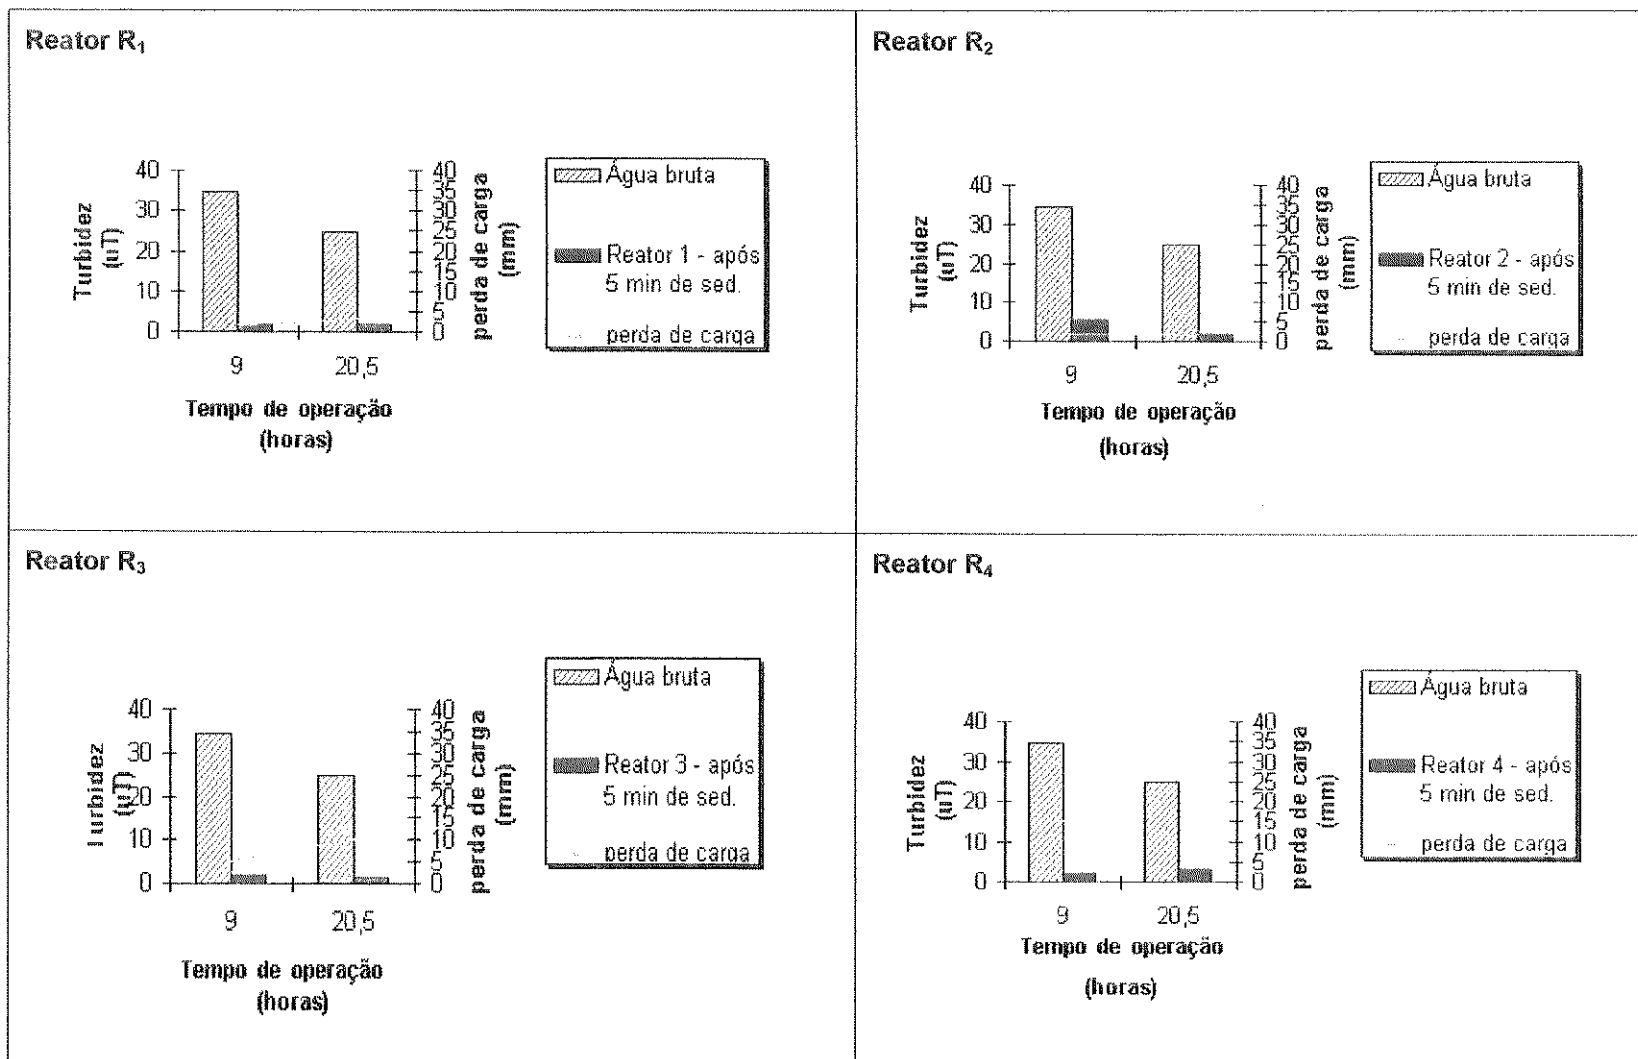 Reator R₁
Turbidez
(uT)
40
30
20
10
0
40
35
30
25
20
15
10
5
0
perda de carga
(mm)
9
20,5
Tempo de operação
(horas)
Água bruta
Reator 1 - após
5 min de sed.
perda de carga
Reator R₂
Turbidez
(uT)
40
30
20
10
0
40
35
30
25
20
15
10
5
0
perda de carga
(mm)
9
20,5
Tempo de operação
(horas)
Água bruta
Reator 2 - após
5 min de sed.
perda de carga
Reator R₃
Turbidez
(uT)
40
30
20
10
0
40
35
30
25
20
15
10
5
0
perda de carga
(mm)
9
20,5
Tempo de operação
(horas)
Água bruta
Reator 3 - após
5 min de sed.
perda de carga
Reator R₄
Turbidez
(uT)
40
30
20
10
0
40
35
30
25
20
15
10
5
0
perda de carga
(mm)
9
20,5
Tempo de operação
(horas)
Água bruta
Reator 4 - após
5 min de sed.
perda de carga